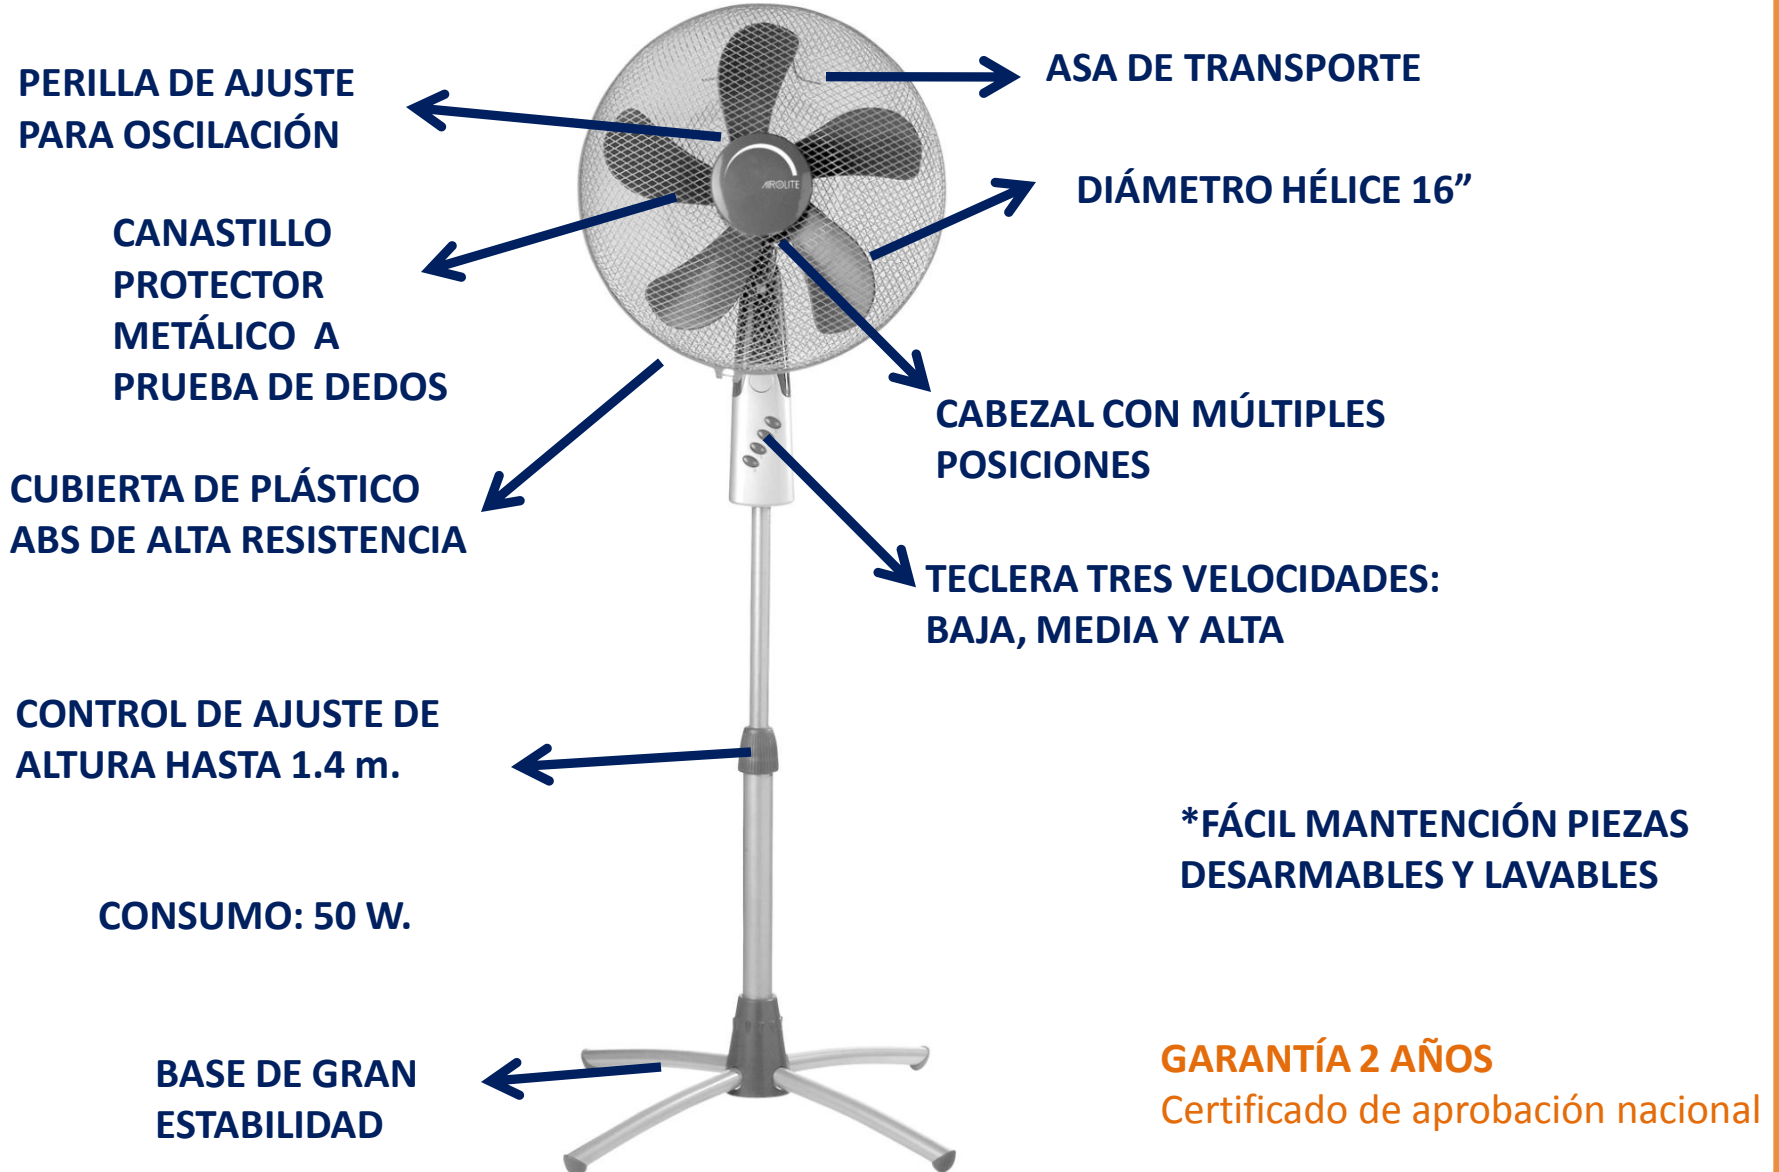 PERILLA DE AJUSTE
PARA OSCILACIÓN
ASA DE TRANSPORTE
AIROLITE
DIÁMETRO HÉLICE 16”
CANASTILLO
PROTECTOR
METÁLICO A
PRUEBA DE DEDOS
CABEZAL CON MÚLTIPLES
POSICIONES
CUBIERTA DE PLÁSTICO
ABS DE ALTA RESISTENCIA
TECLERA TRES VELOCIDADES:
BAJA, MEDIA Y ALTA
CONTROL DE AJUSTE DE
ALTURA HASTA 1.4 m.
*FÁCIL MANTENCIÓN PIEZAS
DESARMABLES Y LAVABLES
CONSUMO: 50 W.
BASE DE GRAN
ESTABILIDAD
GARANTÍA 2 AÑOS
Certificado de aprobación nacional